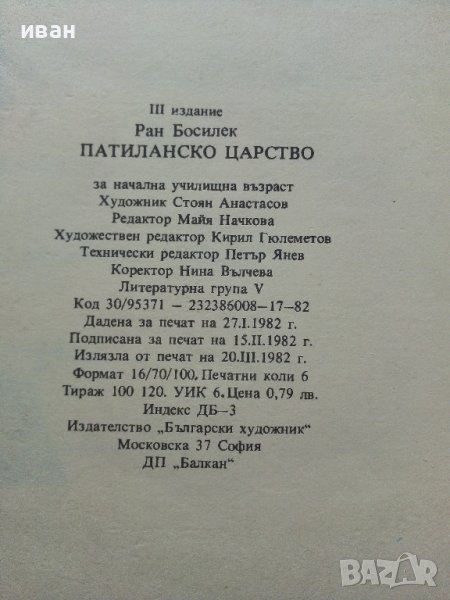 иван
III издание
Ран Босилек
ПАТИЛАНСКО ЦАРСТВО
за начална училищна възраст
Художник Стоян Анастасов
Редактор Майя Начкова
Художествен редактор Кирил Гюлеметов
Технически редактор Петър Янев
Коректор Нина Вълчева
Литературна група V
Код 30/95371 — 232386008—17—82
Дадена за печат на 27.I.1982 г.
Подписана за печат на 15.II.1982 г.
Излязла от печат на 20.III.1982 г.
Формат 16/70/100. Печатни коли 6
Тираж 100 120. УИК 6. Цена 0,79 лв.
Индекс ДБ—3
Издателство „Български художник“
Московска 37 София
ДП „Балкан“
BAZAR